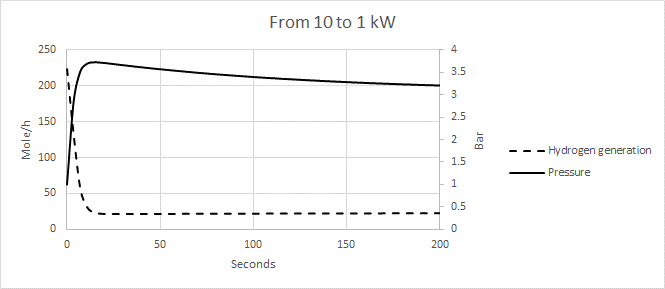 From 10 to 1 kW
250
200
150
100
50
0
Mole/h
4
3.5
3
2.5
2
1.5
1
0.5
0
Bar
0 50 100 150 200
Seconds
Hydrogen generation
Pressure